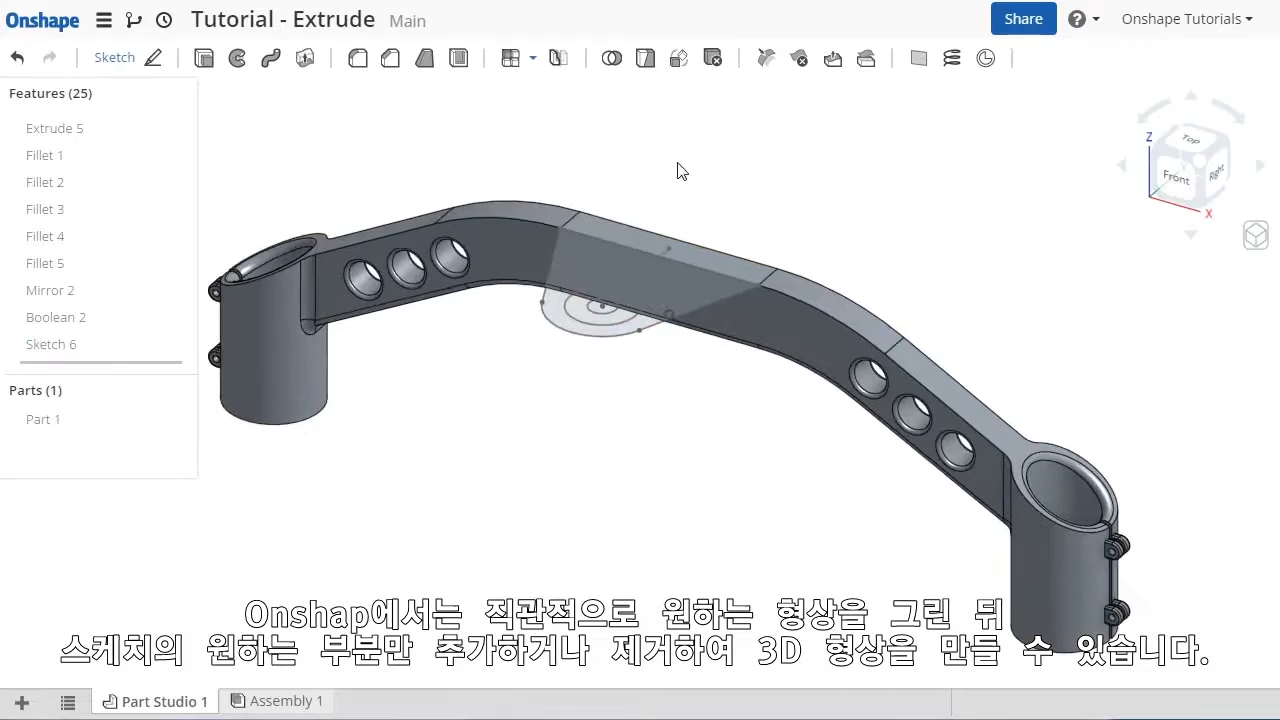 Onshape
Tutorial - Extrude Main
Share
Onshape Tutorials
Sketch
Features (25)
Extrude 5
Fillet 1
Fillet 2
Fillet 3
Fillet 4
Fillet 5
Mirror 2
Boolean 2
Sketch 6
Parts (1)
Part 1
Z
Top
Front
Right
X
Onshap에서는 직관적으로 원하는 형상을 그린 뒤
스케치의 원하는 부분만 추가하거나 제거하여 3D 형상을 만들 수 있습니다.
Part Studio 1
Assembly 1